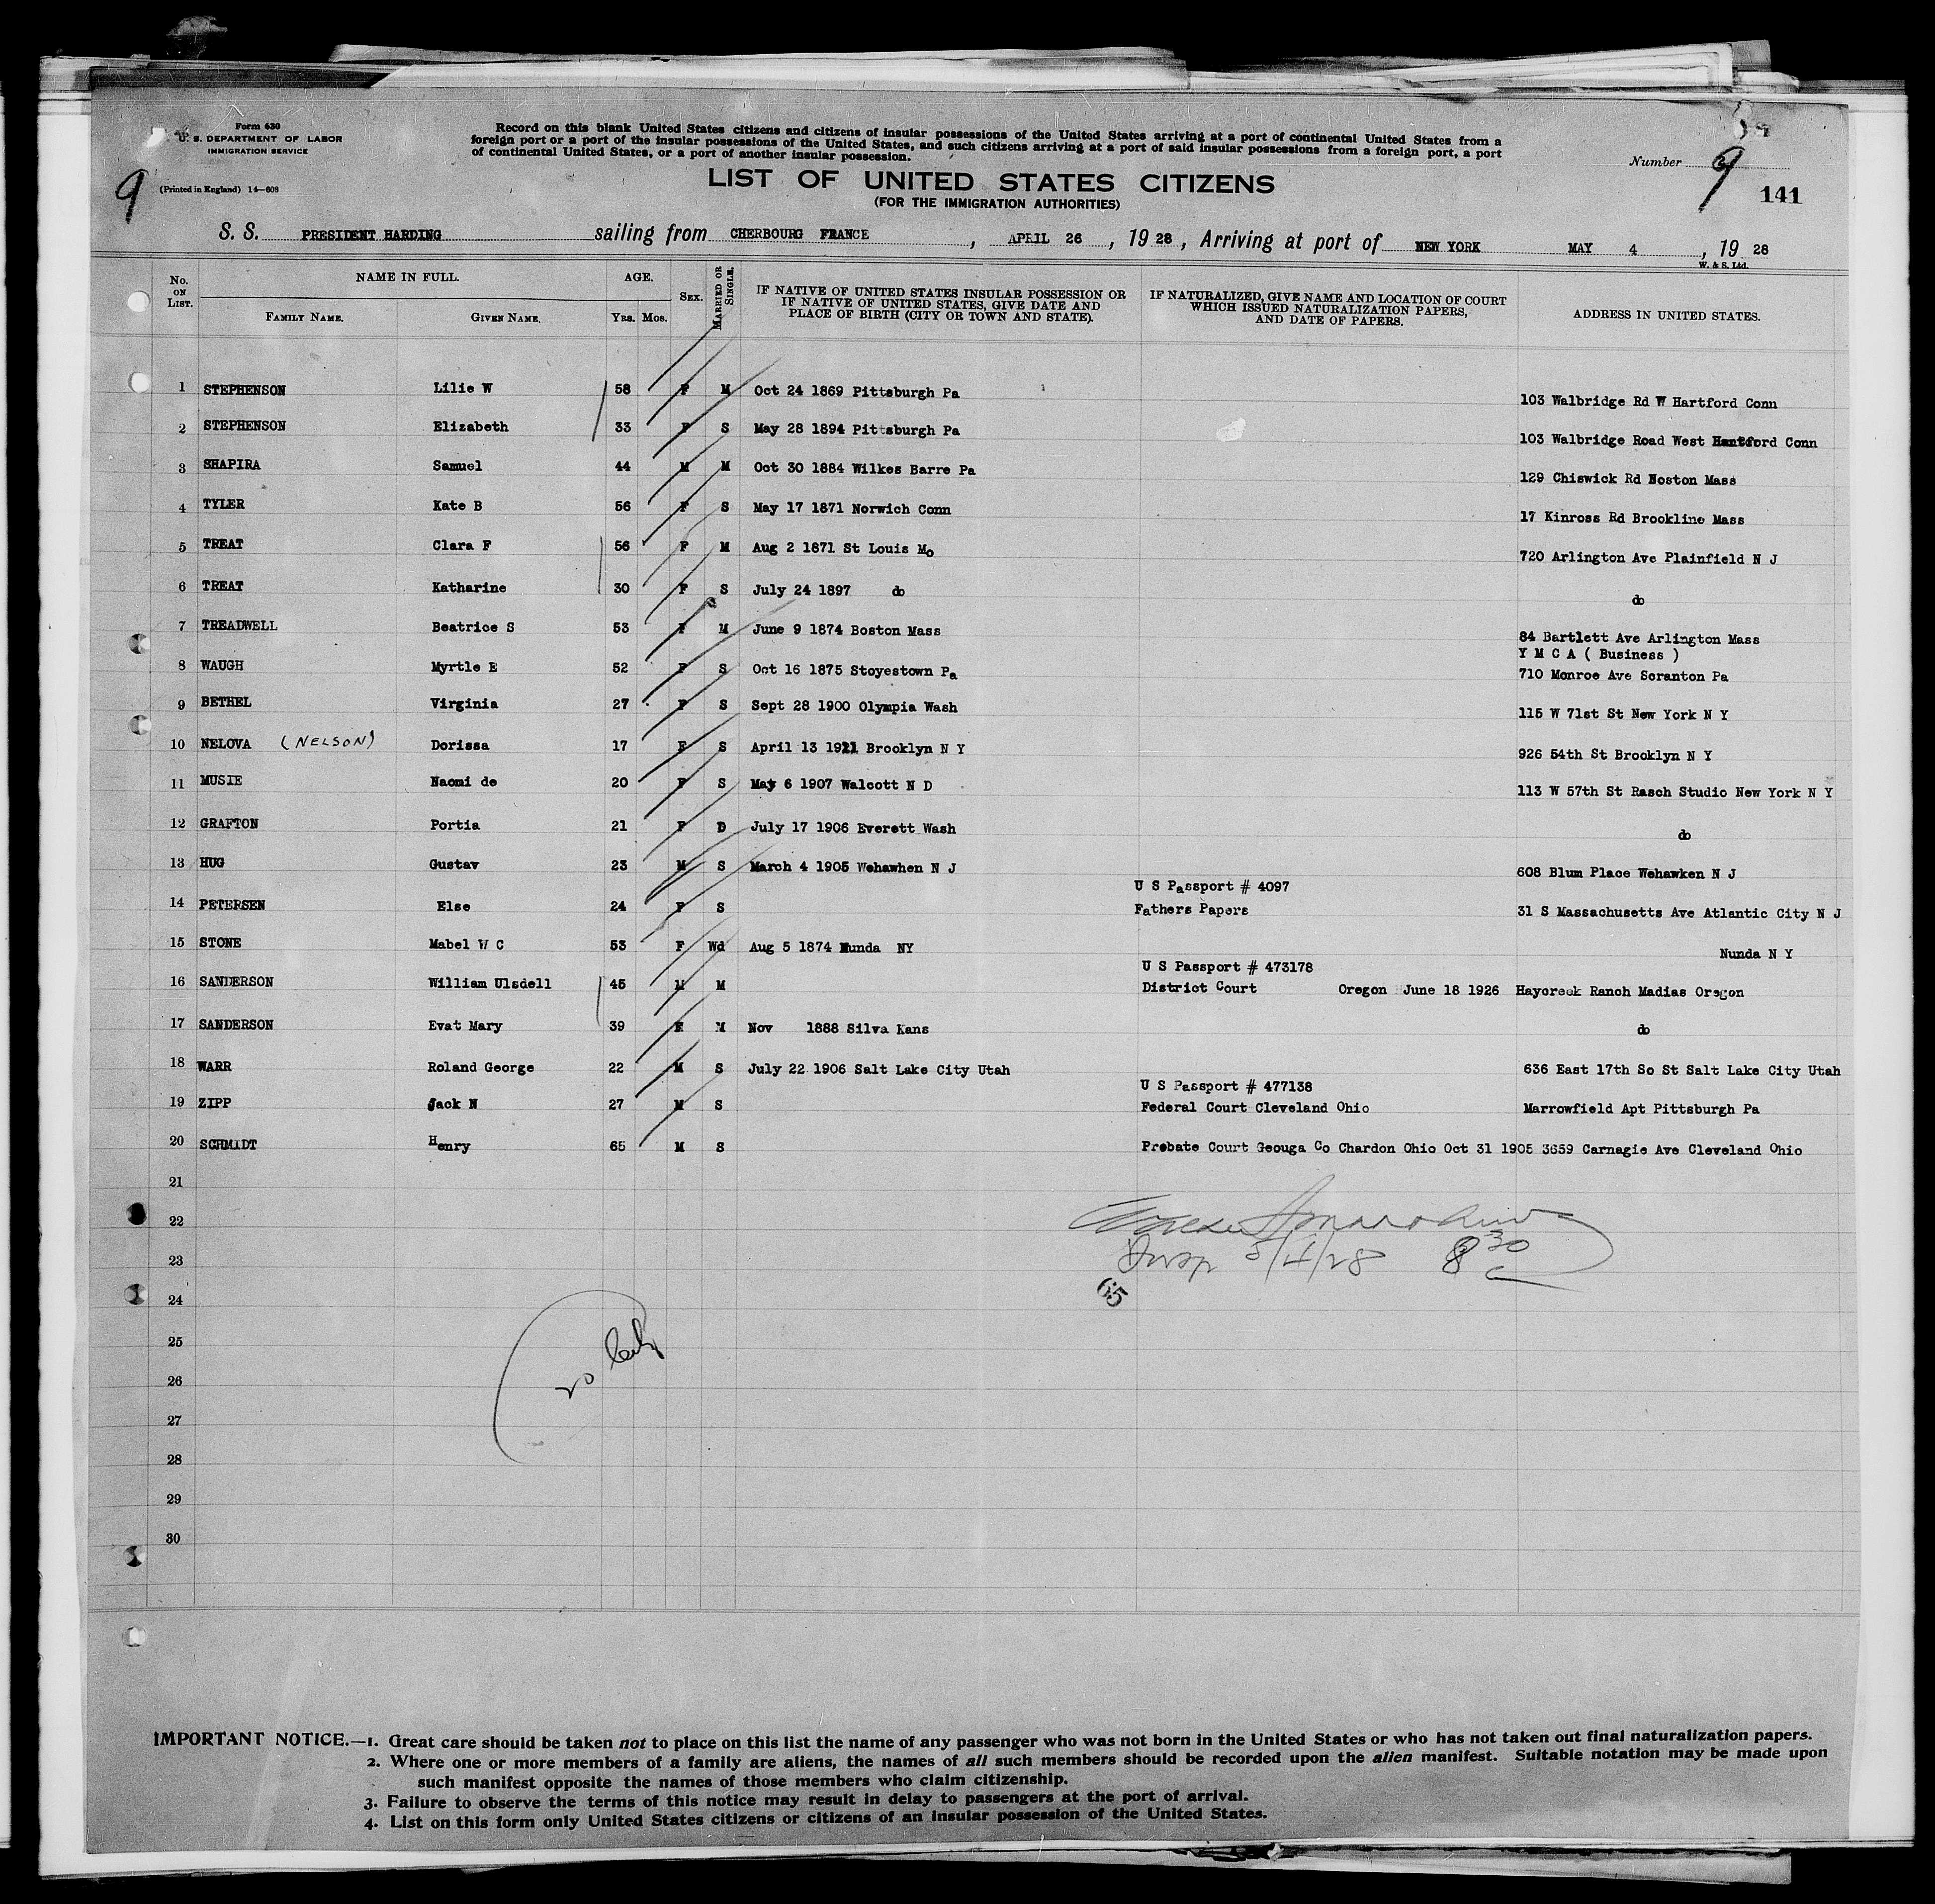 Form 630
U. S. DEPARTMENT OF LABOR
IMMIGRATION SERVICE
(Printed in England) 14—608
9
Record on this blank United States citizens and citizens of insular possessions of the United States arriving at a port of continental United States from a
foreign port or a port of the insular possessions of the United States, and such citizens arriving at a port of said insular possessions from a foreign port, a port
of continental United States, or a port of another insular possession.
Number 9
141
LIST OF UNITED STATES CITIZENS
(FOR THE IMMIGRATION AUTHORITIES)
S. S. PRESIDENT HARDING sailing from CHERBOURG FRANCE, APRIL 26, 19 28, Arriving at port of NEW YORK MAY 4, 19 28
W. & S. Ltd.
No. ON LIST. NAME IN FULL. AGE. SEX. MARRIED OR SINGLE. IF NATIVE OF UNITED STATES INSULAR POSSESSION OR IF NATIVE OF UNITED STATES, GIVE DATE AND PLACE OF BIRTH (CITY OR TOWN AND STATE). IF NATURALIZED, GIVE NAME AND LOCATION OF COURT WHICH ISSUED NATURALIZATION PAPERS, AND DATE OF PAPERS. ADDRESS IN UNITED STATES.
FAMILY NAME. GIVEN NAME. YRS. MOS.
1 STEPHENSON Lilie W 58 F M Oct 24 1869 Pittsburgh Pa 103 Walbridge Rd W Hartford Conn
2 STEPHENSON Elizabeth 33 F S May 28 1894 Pittsburgh Pa 103 Walbridge Road West Hartford Conn
3 SHAPIRA Samuel 44 M M Oct 30 1884 Wilkes Barre Pa 129 Chiswick Rd Boston Mass
4 TYLER Kate B 56 F S May 17 1871 Norwich Conn 17 Kinross Rd Brookline Mass
5 TREAT Clara F 56 F M Aug 2 1871 St Louis Mo 720 Arlington Ave Plainfield N J
6 TREAT Katharine 30 F S July 24 1897 do do
7 TREADWELL Beatrice S 53 F M June 9 1874 Boston Mass 84 Bartlett Ave Arlington Mass
Y M C A ( Business )
8 WAUGH Myrtle E 52 F S Oct 16 1875 Stoyestown Pa 710 Monroe Ave Scranton Pa
9 BETHEL Virginia 27 F S Sept 28 1900 Olympia Wash 115 W 71st St New York N Y
10 NELOVA (NELSON) Dorissa 17 F S April 13 1911 Brooklyn N Y 926 54th St Brooklyn N Y
11 MUSIE Naomi de 20 F S May 6 1907 Walcott N D 113 W 57th St Rasch Studio New York N Y
12 GRAFTON Portia 21 F D July 17 1906 Everett Wash do
13 HUG Gustav 23 M S March 4 1905 Wehawhen N J 608 Blum Place Wehawken N J
U S Passport # 4097
14 PETERSEN Else 24 F S Fathers Papers 31 S Massachusetts Ave Atlantic City N J
15 STONE Mabel W C 53 F Wd Aug 5 1874 Nunda NY Nunda N Y
U S Passport # 473178
16 SANDERSON William Ulsdell 45 M M District Court Oregon June 18 1926 Haycreek Ranch Madias Oregon
17 SANDERSON Evat Mary 39 F M Nov 1888 Silva Kans do
18 WARR Roland George 22 M S July 22 1906 Salt Lake City Utah 636 East 17th So St Salt Lake City Utah
U S Passport # 477138
19 ZIPP Jack N 27 M S Federal Court Cleveland Ohio Marrowfield Apt Pittsburgh Pa
20 SCHMIDT Henry 65 M S Probate Court Geouga Co Chardon Ohio Oct 31 1905 3659 Carnagie Ave Cleveland Ohio
21
22
23
Insp 5/4/28 8 30
65
24
25
20
26
27
28
29
30
IMPORTANT NOTICE.—1. Great care should be taken not to place on this list the name of any passenger who was not born in the United States or who has not taken out final naturalization papers.
2. Where one or more members of a family are aliens, the names of all such members should be recorded upon the alien manifest. Suitable notation may be made upon
such manifest opposite the names of those members who claim citizenship.
3. Failure to observe the terms of this notice may result in delay to passengers at the port of arrival.
4. List on this form only United States citizens or citizens of an insular possession of the United States.